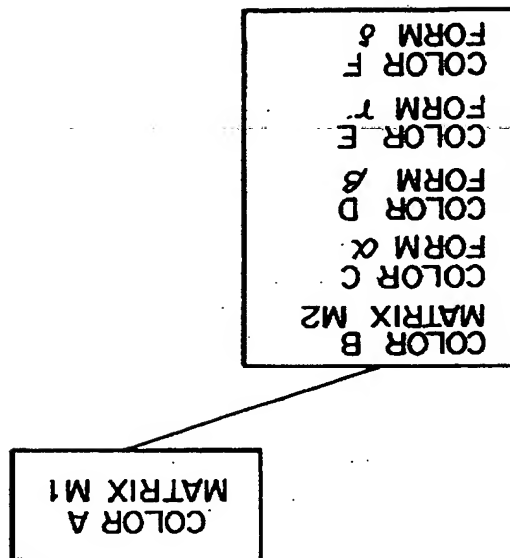 COLOR A
MATRIX M1
COLOR B
MATRIX M2
COLOR C
FORM α
COLOR D
FORM β
COLOR E
FORM γ
COLOR F
FORM δ